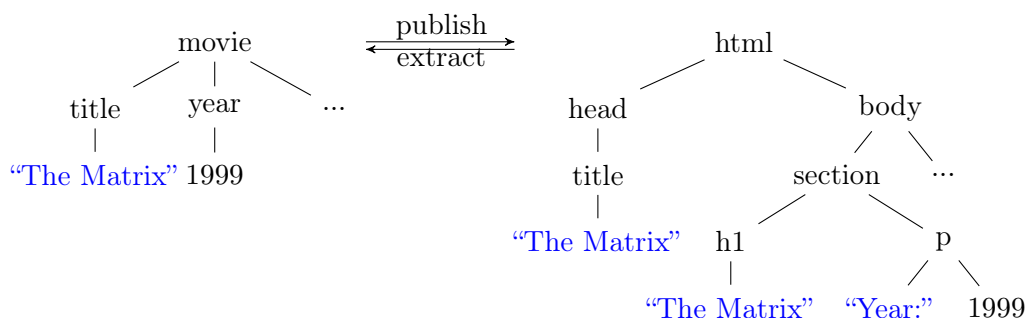 publish
movie
html
extract
title
year
...
head
body
“The Matrix”
1999
title
section
...
“The Matrix”
h1
p
“The Matrix”
“Year:”
1999